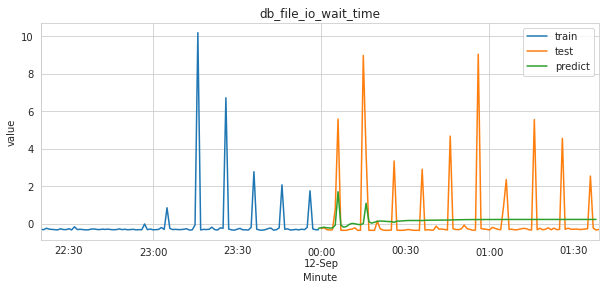 db_file_io_wait_time
10
8
6
4
2
0
value
train
test
predict
22:30
23:00
23:30
00:00
00:30
01:00
01:30
12-Sep
Minute